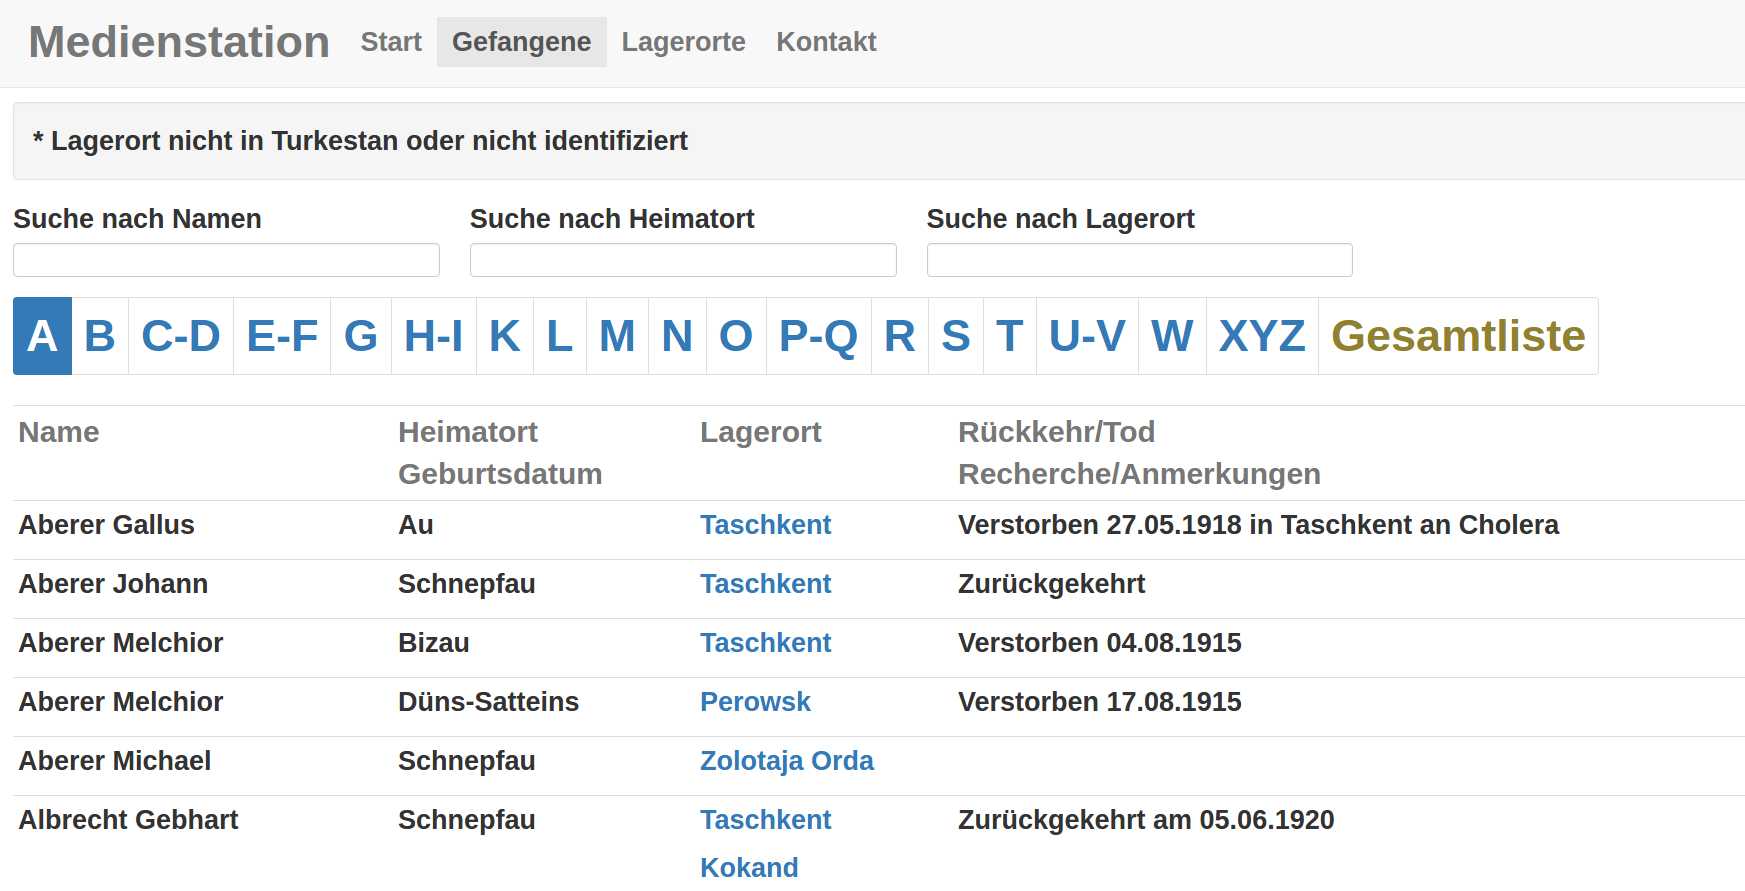 Medienstation Start Gefangene Lagerorte Kontakt
* Lagerort nicht in Turkestan oder nicht identifiziert
Suche nach Namen Suche nach Heimatort Suche nach Lagerort
A B C-D E-F G H-I K L M N O P-Q R S T U-V W XYZ Gesamtliste
Name Heimatort Lagerort Rückkehr/Tod
Geburtsdatum Recherche/Anmerkungen
Aberer Gallus Au Taschkent Verstorben 27.05.1918 in Taschkent an Cholera
Aberer Johann Schnepfau Taschkent Zurückgekehrt
Aberer Melchior Bizau Taschkent Verstorben 04.08.1915
Aberer Melchior Düns-Satteins Perowsk Verstorben 17.08.1915
Aberer Michael Schnepfau Zolotaja Orda
Albrecht Gebhart Schnepfau Taschkent Zurückgekehrt am 05.06.1920
Kokand